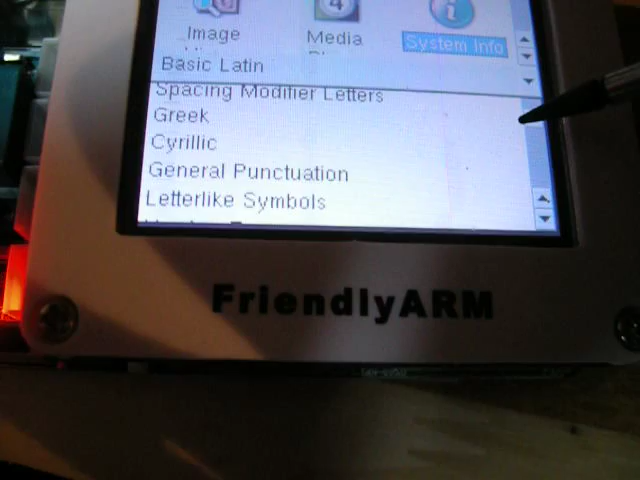 Image
Media
System Info
Basic Latin
Spacing Modifier Letters
Greek
Cyrillic
General Punctuation
Letterlike Symbols
FriendlyARM